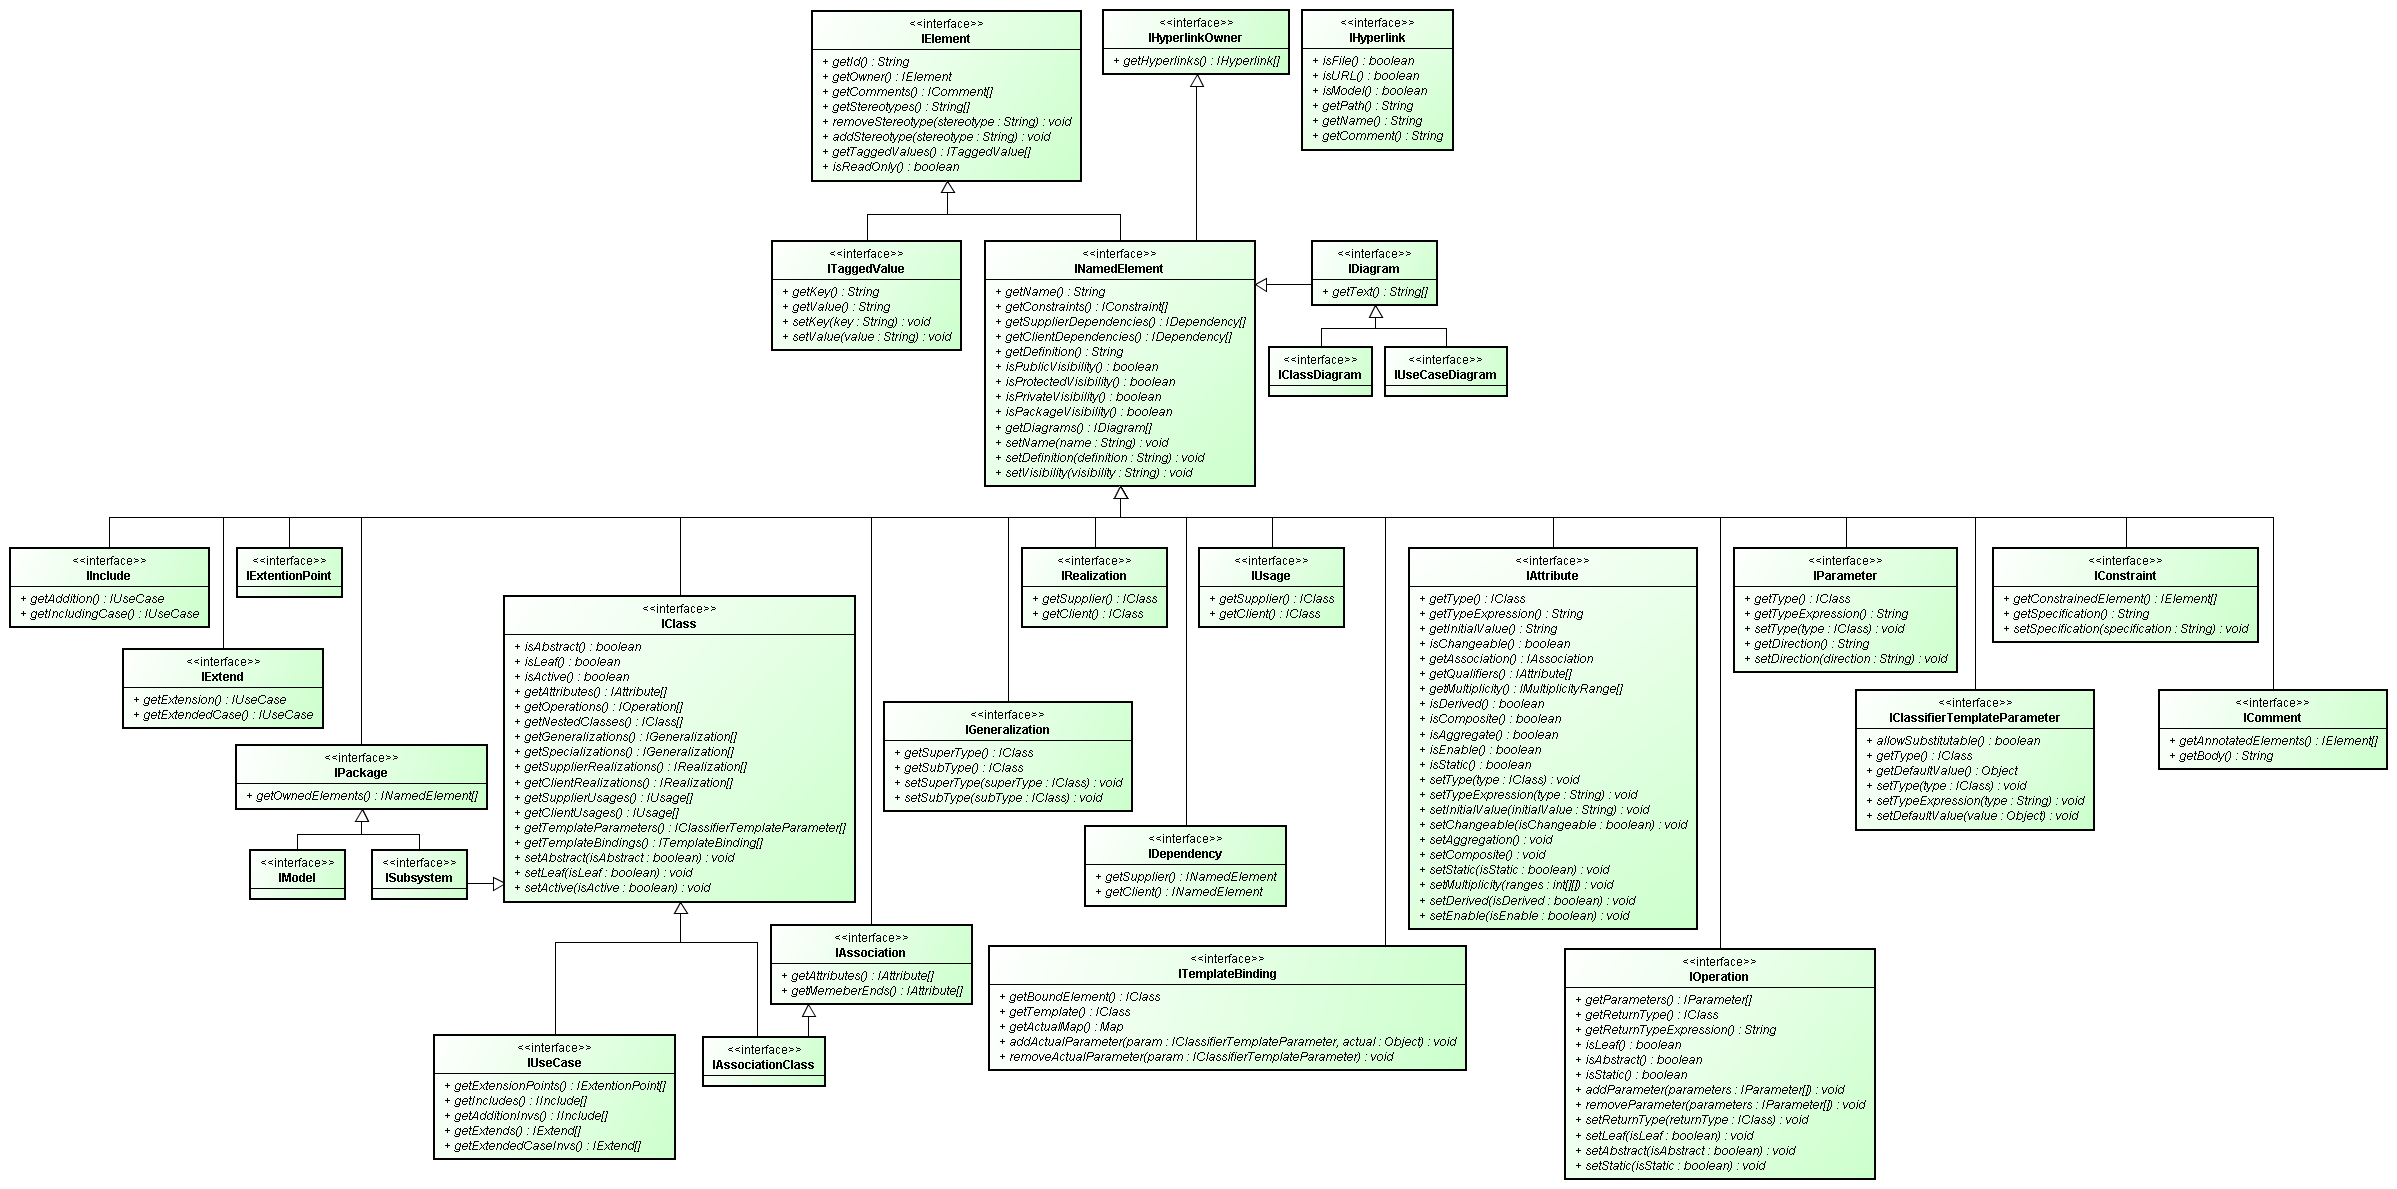 <<interface>>
IElement
+ getId() : String
+ getOwner() : IElement
+ getComments() : IComment[]
+ getStereotypes() : String[]
+ removeStereotype(stereotype : String) : void
+ addStereotype(stereotype : String) : void
+ getTaggedValues() : ITaggedValue[]
+ isReadOnly() : boolean
<<interface>>
IHyperlinkOwner
+ getHyperlinks() : IHyperlink[]
<<interface>>
IHyperlink
+ isFile() : boolean
+ isURL() : boolean
+ isModel() : boolean
+ getPath() : String
+ getName() : String
+ getComment() : String
<<interface>>
ITaggedValue
+ getKey() : String
+ getValue() : String
+ setKey(key : String) : void
+ setValue(value : String) : void
<<interface>>
INamedElement
+ getName() : String
+ getConstraints() : IConstraint[]
+ getSupplierDependencies() : IDependency[]
+ getClientDependencies() : IDependency[]
+ getDefinition() : String
+ isPublicVisibility() : boolean
+ isProtectedVisibility() : boolean
+ isPrivateVisibility() : boolean
+ isPackageVisibility() : boolean
+ getDiagrams() : IDiagram[]
+ setName(name : String) : void
+ setDefinition(definition : String) : void
+ setVisibility(visibility : String) : void
<<interface>>
IDiagram
+ getText() : String[]
<<interface>>
IClassDiagram
<<interface>>
IUseCaseDiagram
<<interface>>
IInclude
+ getAddition() : IUseCase
+ getIncludingCase() : IUseCase
<<interface>>
IExtentionPoint
<<interface>>
IExtend
+ getExtension() : IUseCase
+ getExtendedCase() : IUseCase
<<interface>>
IPackage
+ getOwnedElements() : INamedElement[]
<<interface>>
IModel
<<interface>>
ISubsystem
<<interface>>
IClass
+ isAbstract() : boolean
+ isLeaf() : boolean
+ isActive() : boolean
+ getAttributes() : IAttribute[]
+ getOperations() : IOperation[]
+ getNestedClasses() : IClass[]
+ getGeneralizations() : IGeneralization[]
+ getSpecializations() : IGeneralization[]
+ getSupplierRealizations() : IRealization[]
+ getClientRealizations() : IRealization[]
+ getSupplierUsages() : IUsage[]
+ getClientUsages() : IUsage[]
+ getTemplateParameters() : IClassifierTemplateParameter[]
+ getTemplateBindings() : ITemplateBinding[]
+ setAbstract(isAbstract : boolean) : void
+ setLeaf(isLeaf : boolean) : void
+ setActive(isActive : boolean) : void
<<interface>>
IUseCase
+ getExtensionPoints() : IExtentionPoint[]
+ getIncludes() : IInclude[]
+ getAdditionInvs() : IInclude[]
+ getExtends() : IExtend[]
+ getExtendedCaseInvs() : IExtend[]
<<interface>>
IAssociationClass
<<interface>>
IAssociation
+ getAttributes() : IAttribute[]
+ getMemeberEnds() : IAttribute[]
<<interface>>
IGeneralization
+ getSuperType() : IClass
+ getSubType() : IClass
+ setSuperType(superType : IClass) : void
+ setSubType(subType : IClass) : void
<<interface>>
IRealization
+ getSupplier() : IClass
+ getClient() : IClass
<<interface>>
IDependency
+ getSupplier() : INamedElement
+ getClient() : INamedElement
<<interface>>
IUsage
+ getSupplier() : IClass
+ getClient() : IClass
<<interface>>
ITemplateBinding
+ getBoundElement() : IClass
+ getTemplate() : IClass
+ getActualMap() : Map
+ addActualParameter(param : IClassifierTemplateParameter, actual : Object) : void
+ removeActualParameter(param : IClassifierTemplateParameter) : void
<<interface>>
IAttribute
+ getType() : IClass
+ getTypeExpression() : String
+ getInitialValue() : String
+ isChangeable() : boolean
+ getAssociation() : IAssociation
+ getQualifiers() : IAttribute[]
+ getMultiplicity() : IMultiplicityRange[]
+ isDerived() : boolean
+ isComposite() : boolean
+ isAggregate() : boolean
+ isEnable() : boolean
+ isStatic() : boolean
+ setType(type : IClass) : void
+ setTypeExpression(type : String) : void
+ setInitialValue(initialValue : String) : void
+ setChangeable(isChangeable : boolean) : void
+ setAggregation() : void
+ setComposite() : void
+ setStatic(isStatic : boolean) : void
+ setMultiplicity(ranges : int[][]) : void
+ setDerived(isDerived : boolean) : void
+ setEnable(isEnable : boolean) : void
<<interface>>
IOperation
+ getParameters() : IParameter[]
+ getReturnType() : IClass
+ getReturnTypeExpression() : String
+ isLeaf() : boolean
+ isAbstract() : boolean
+ isStatic() : boolean
+ addParameter(parameters : IParameter[]) : void
+ removeParameter(parameters : IParameter[]) : void
+ setReturnType(returnType : IClass) : void
+ setLeaf(isLeaf : boolean) : void
+ setAbstract(isAbstract : boolean) : void
+ setStatic(isStatic : boolean) : void
<<interface>>
IParameter
+ getType() : IClass
+ getTypeExpression() : String
+ setType(type : IClass) : void
+ getDirection() : String
+ setDirection(direction : String) : void
<<interface>>
IClassifierTemplateParameter
+ allowSubstitutable() : boolean
+ getType() : IClass
+ getDefaultValue() : Object
+ setType(type : IClass) : void
+ setTypeExpression(type : String) : void
+ setDefaultValue(value : Object) : void
<<interface>>
IConstraint
+ getConstrainedElement() : IElement[]
+ getSpecification() : String
+ setSpecification(specification : String) : void
<<interface>>
IComment
+ getAnnotatedElements() : IElement[]
+ getBody() : String